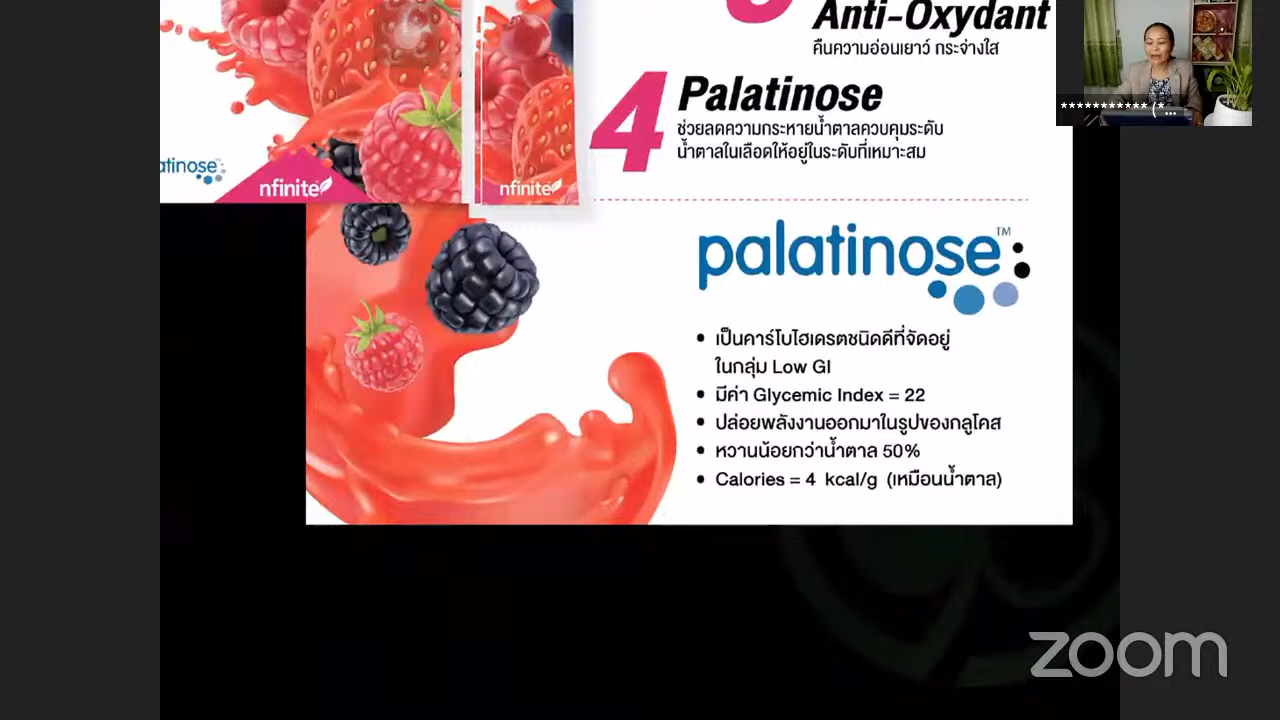 Anti-Oxydant
คืนความอ่อนเยาว์ กระจ่างใส
4 Palatinose
ช่วยลดความกระหายน้ำตาลควบคุมระดับ
น้ำตาลในเลือดให้อยู่ในระดับที่เหมาะสม
*********** (*...
nfinite
nfinite
palatinose™
• เป็นคาร์โบไฮเดรตชนิดดีที่จัดอยู่
ในกลุ่ม Low GI
• มีค่า Glycemic Index = 22
• ปล่อยพลังงานออกมาในรูปของกลูโคส
• หวานน้อยกว่าน้ำตาล 50%
• Calories = 4 kcal/g (เหมือนน้ำตาล)
zoom